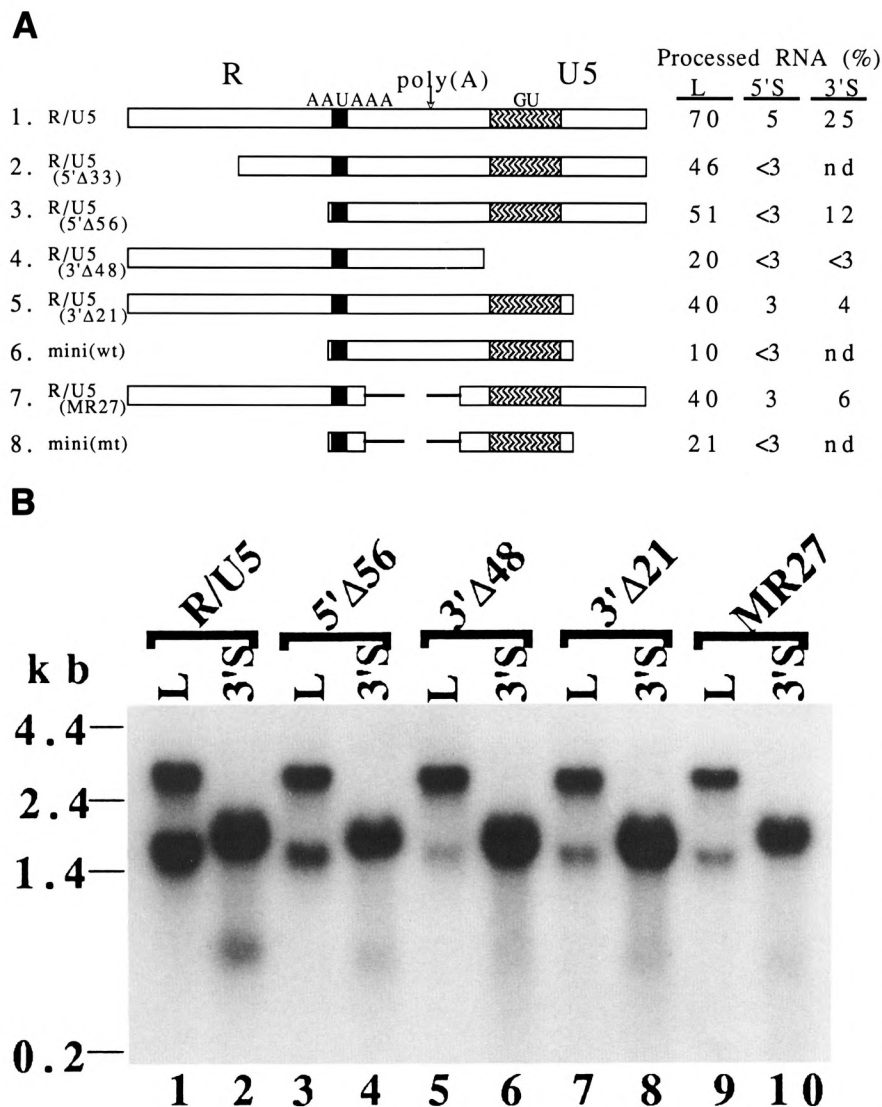 A
Processed RNA (%)
R poly(A) U5 L 5'S 3'S
AAUAAA GU
1. R/U5 70 5 25
2. R/U5 (5'Δ33) 46 <3 nd
3. R/U5 (5'Δ56) 51 <3 12
4. R/U5 (3'Δ48) 20 <3 <3
5. R/U5 (3'Δ21) 40 3 4
6. mini(wt) 10 <3 nd
7. R/U5 (MR27) 40 3 6
8. mini(mt) 21 <3 nd
B
R/U5 5'Δ56 3'Δ48 3'Δ21 MR27
kb L 3'S L 3'S L 3'S L 3'S L 3'S
4.4
2.4
1.4
0.2
1 2 3 4 5 6 7 8 9 10